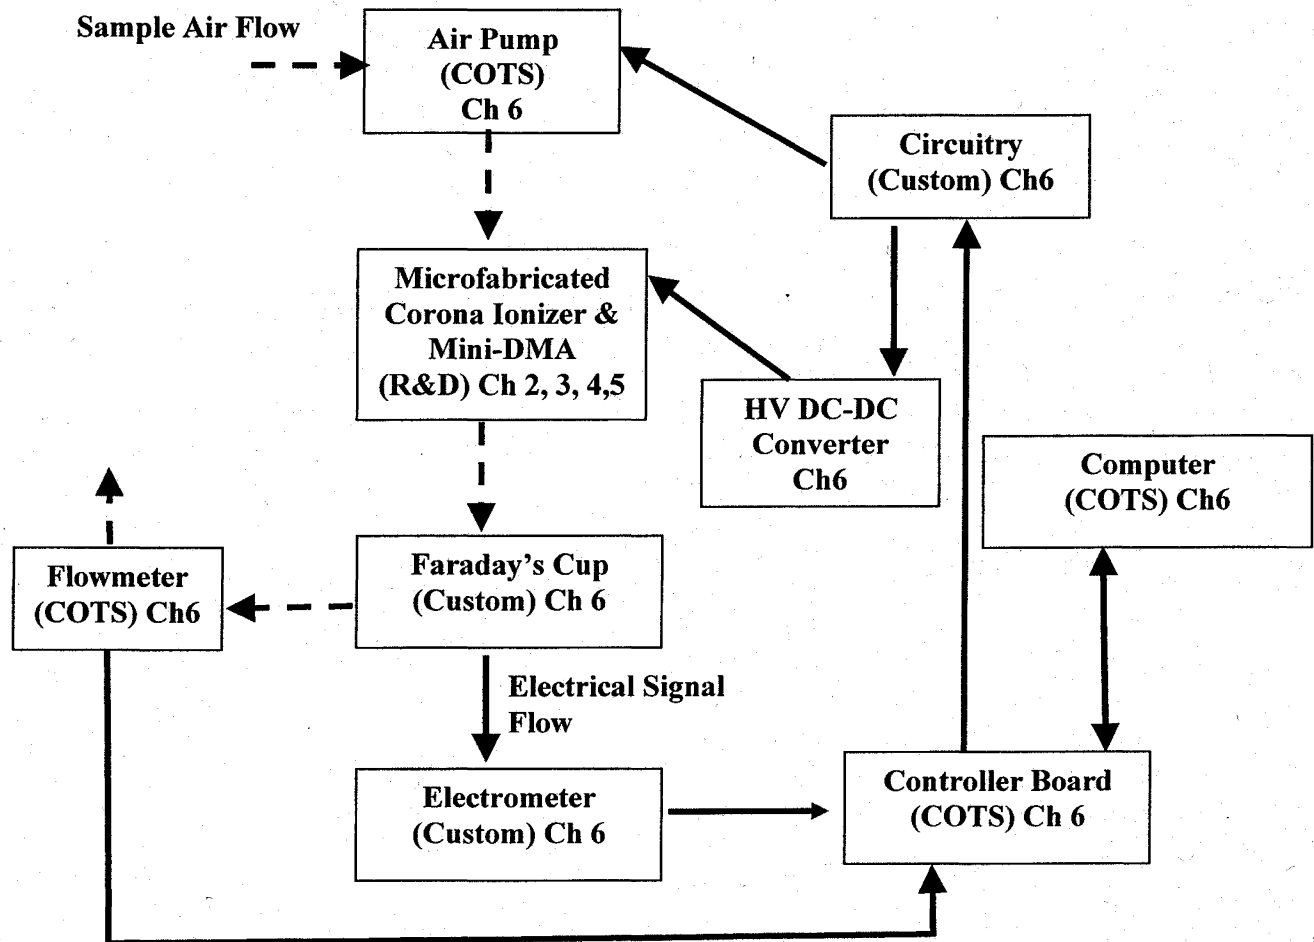 Sample Air Flow
Air Pump
(COTS)
Ch 6
Circuitry
(Custom) Ch6
Microfabricated
Corona Ionizer &
Mini-DMA
(R&D) Ch 2, 3, 4,5
HV DC-DC
Converter
Ch6
Computer
(COTS) Ch6
Flowmeter
(COTS) Ch6
Faraday's Cup
(Custom) Ch 6
Electrical Signal
Flow
Electrometer
(Custom) Ch 6
Controller Board
(COTS) Ch 6